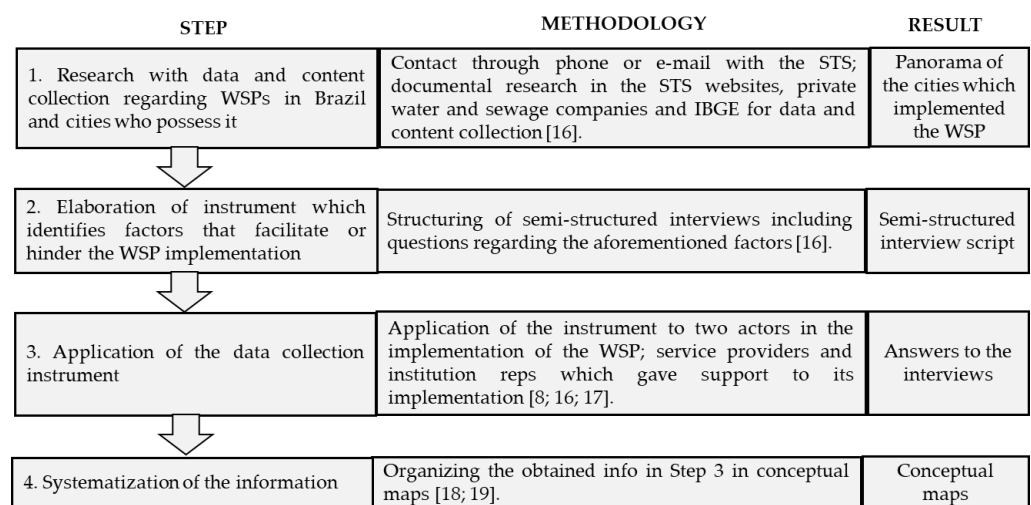 STEP
METHODOLOGY
RESULT
1. Research with data and content
collection regarding WSPs in Brazil
and cities who possess it
Contact through phone or e-mail with the STS;
documental research in the STS websites, private
water and sewage companies and IBGE for data and
content collection [16].
Panorama of
the cities which
implemented
the WSP
2. Elaboration of instrument which
identifies factors that facilitate or
hinder the WSP implementation
Structuring of semi-structured interviews including
questions regarding the aforementioned factors [16].
Semi-structured
interview script
3. Application of the data collection
instrument
Application of the instrument to two actors in the
implementation of the WSP; service providers and
institution reps which gave support to its
implementation [8; 16; 17].
Answers to the
interviews
4. Systematization of the information
Organizing the obtained info in Step 3 in conceptual
maps [18; 19].
Conceptual
maps